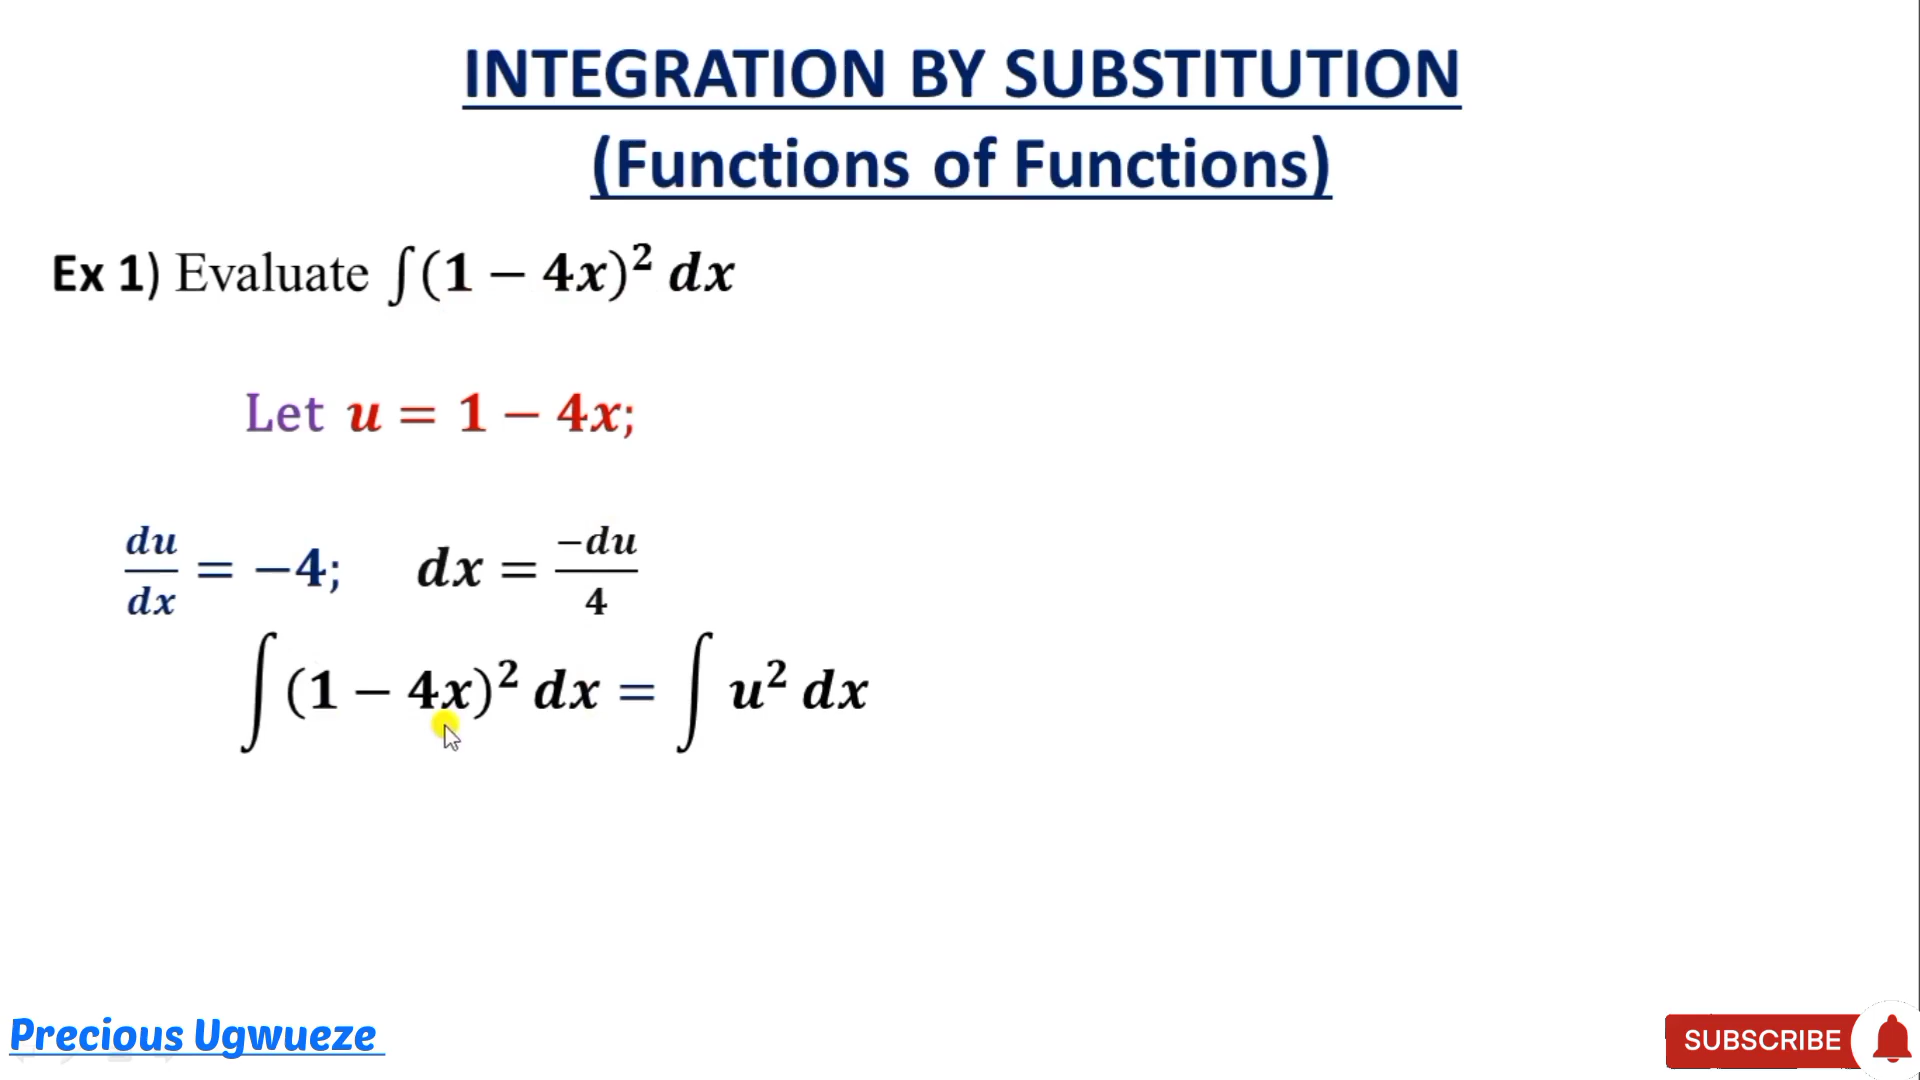 INTEGRATION BY SUBSTITUTION
(Functions of Functions)
Ex 1) Evaluate ∫(1 − 4x)² dx
Let u = 1 − 4x;
du/dx = −4; dx = −du/4
∫(1 − 4x)² dx = ∫ u² dx
Precious Ugwueze
SUBSCRIBE